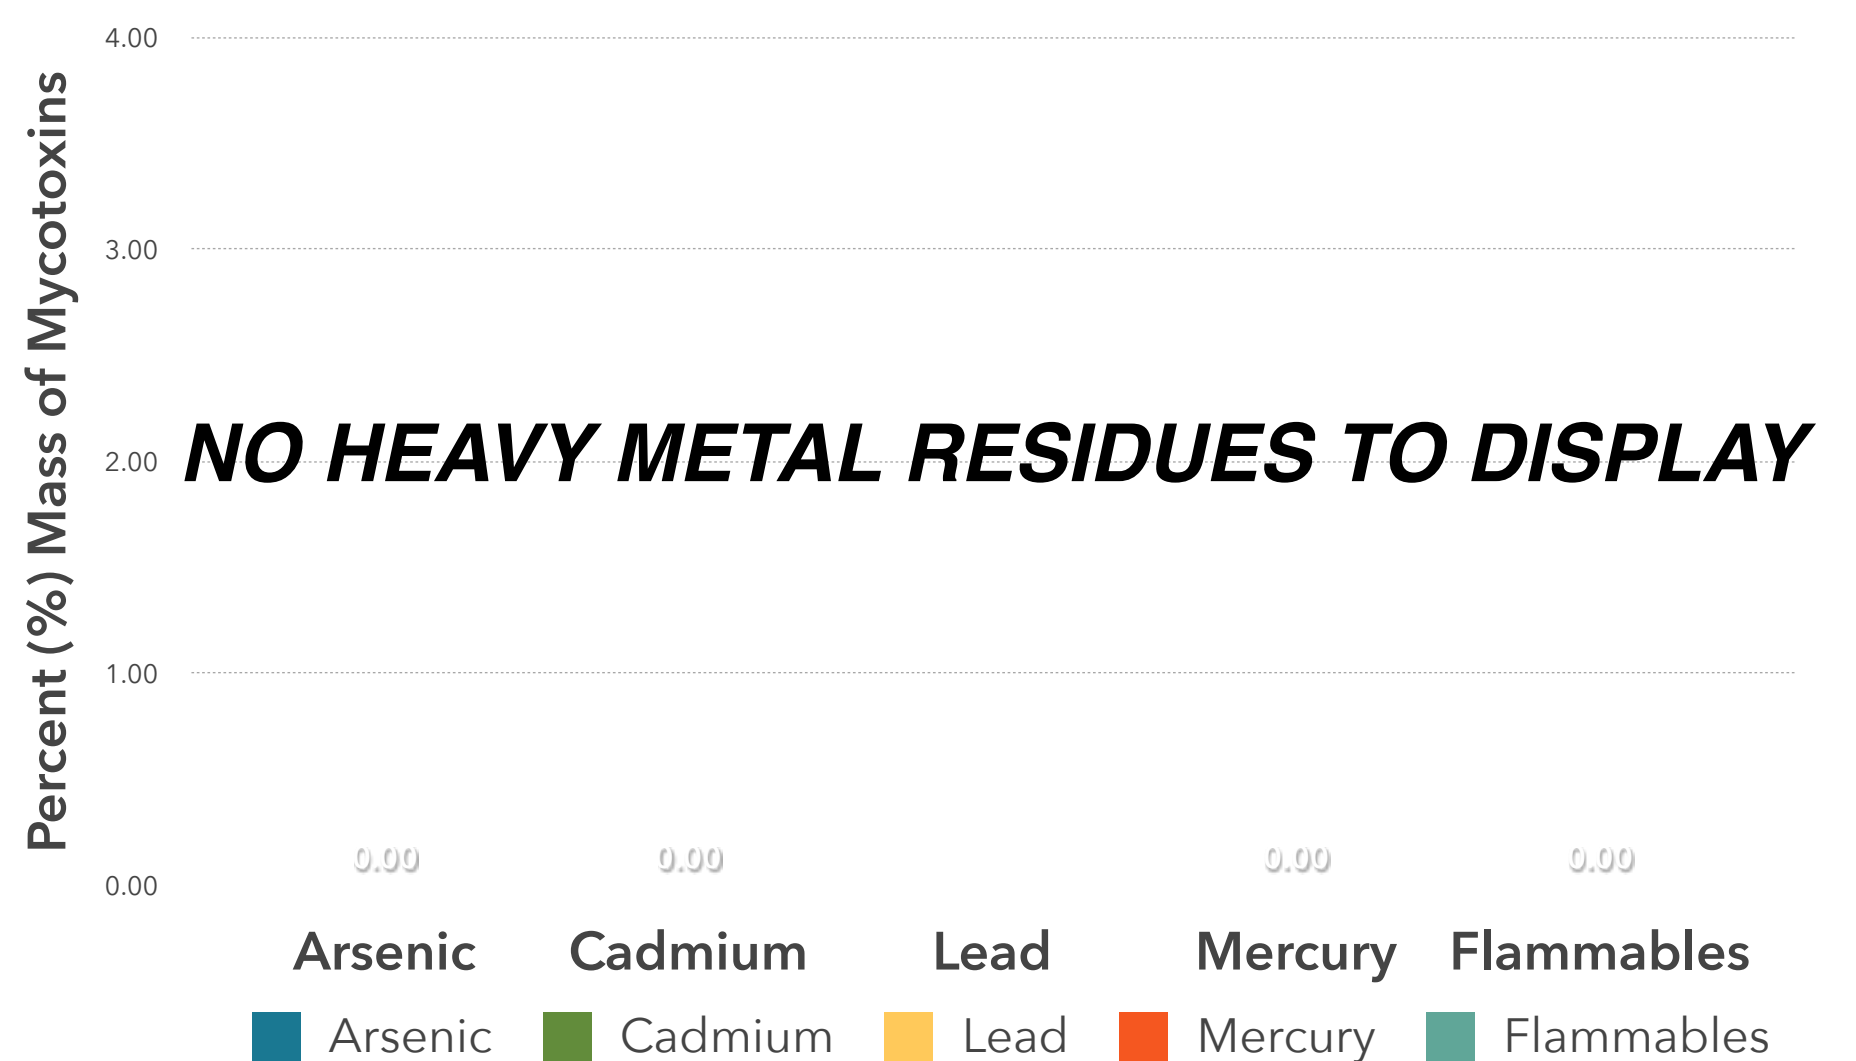 Percent (%) Mass of Mycotoxins
4.00
3.00
2.00
1.00
0.00
NO HEAVY METAL RESIDUES TO DISPLAY
0.00 0.00 0.00 0.00
Arsenic Cadmium Lead Mercury Flammables
Arsenic Cadmium Lead Mercury Flammables